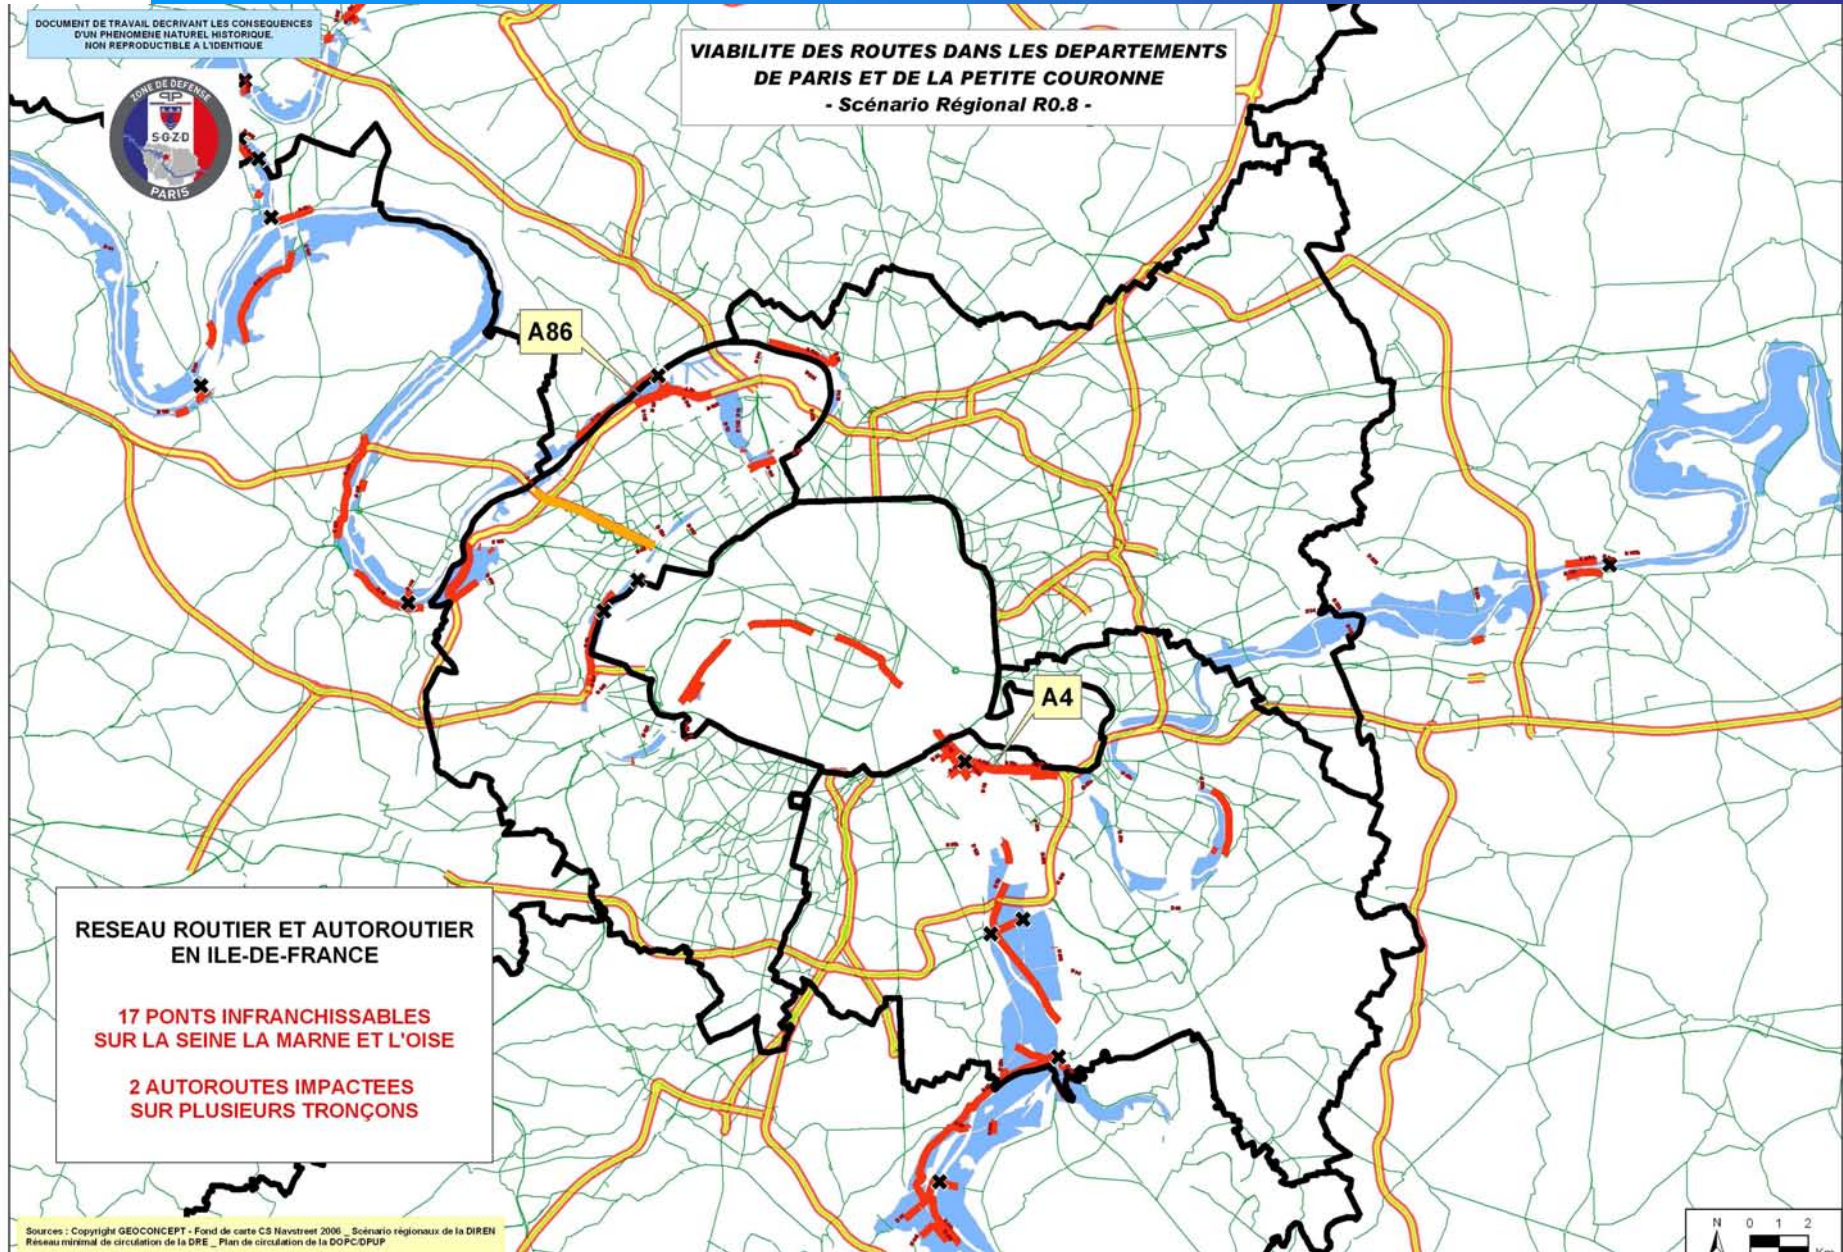 DOCUMENT DE TRAVAIL DECRIVANT LES CONSEQUENCES
D'UN PHENOMENE NATUREL HISTORIQUE.
NON REPRODUCTIBLE A L'IDENTIQUE
VIABILITE DES ROUTES DANS LES DEPARTEMENTS
DE PARIS ET DE LA PETITE COURONNE
- Scénario Régional R0.8 -
ZONE DE DEFENSE
S·G·Z·D
PARIS
A86
A4
RESEAU ROUTIER ET AUTOROUTIER
EN ILE-DE-FRANCE
17 PONTS INFRANCHISSABLES
SUR LA SEINE LA MARNE ET L'OISE
2 AUTOROUTES IMPACTEES
SUR PLUSIEURS TRONÇONS
Sources : Copyright GEOCONCEPT - Fond de carte CS Navstreet 2006 _ Scénario régionaux de la DIREN
Réseau minimal de circulation de la DRE _ Plan de circulation de la DOPC/DPUP
N 0 1 2